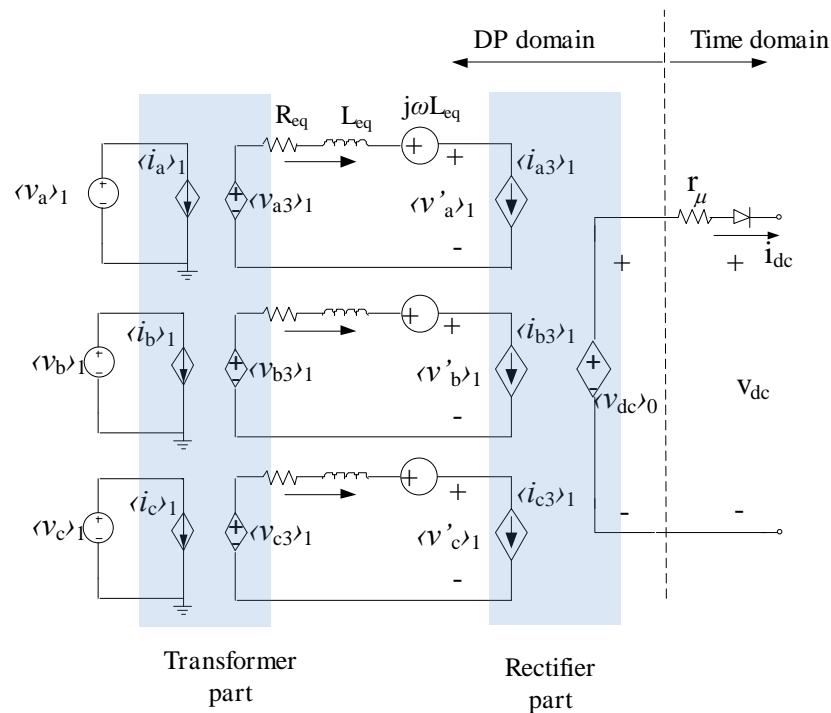 DP domain
Time domain
R_eq
L_eq
jωL_eq
+
⟨v_a⟩_1
+
-
⟨i_a⟩_1
+
-
⟨v_a3⟩_1
+
⟨v'_a⟩_1
-
⟨i_a3⟩_1
r_μ
i_dc
+
+
⟨v_b⟩_1
+
-
⟨i_b⟩_1
+
-
⟨v_b3⟩_1
+
+
⟨v'_b⟩_1
-
⟨i_b3⟩_1
+
-
⟨v_dc⟩_0
v_dc
⟨v_c⟩_1
+
-
⟨i_c⟩_1
+
-
⟨v_c3⟩_1
+
+
⟨v'_c⟩_1
-
⟨i_c3⟩_1
-
-
Transformer
part
Rectifier
part